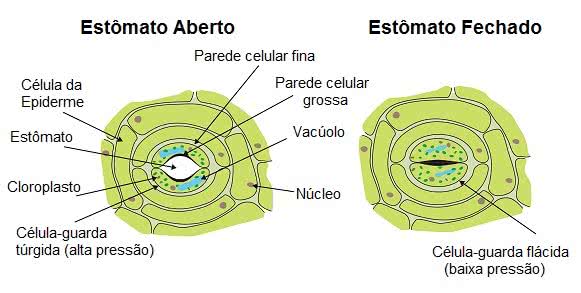 Estômato Aberto
Estômato Fechado
Parede celular fina
Célula da
Epiderme
Parede celular
grossa
Estômato
Vacúolo
Cloroplasto
Núcleo
Célula-guarda
túrgida (alta pressão)
Célula-guarda flácida
(baixa pressão)